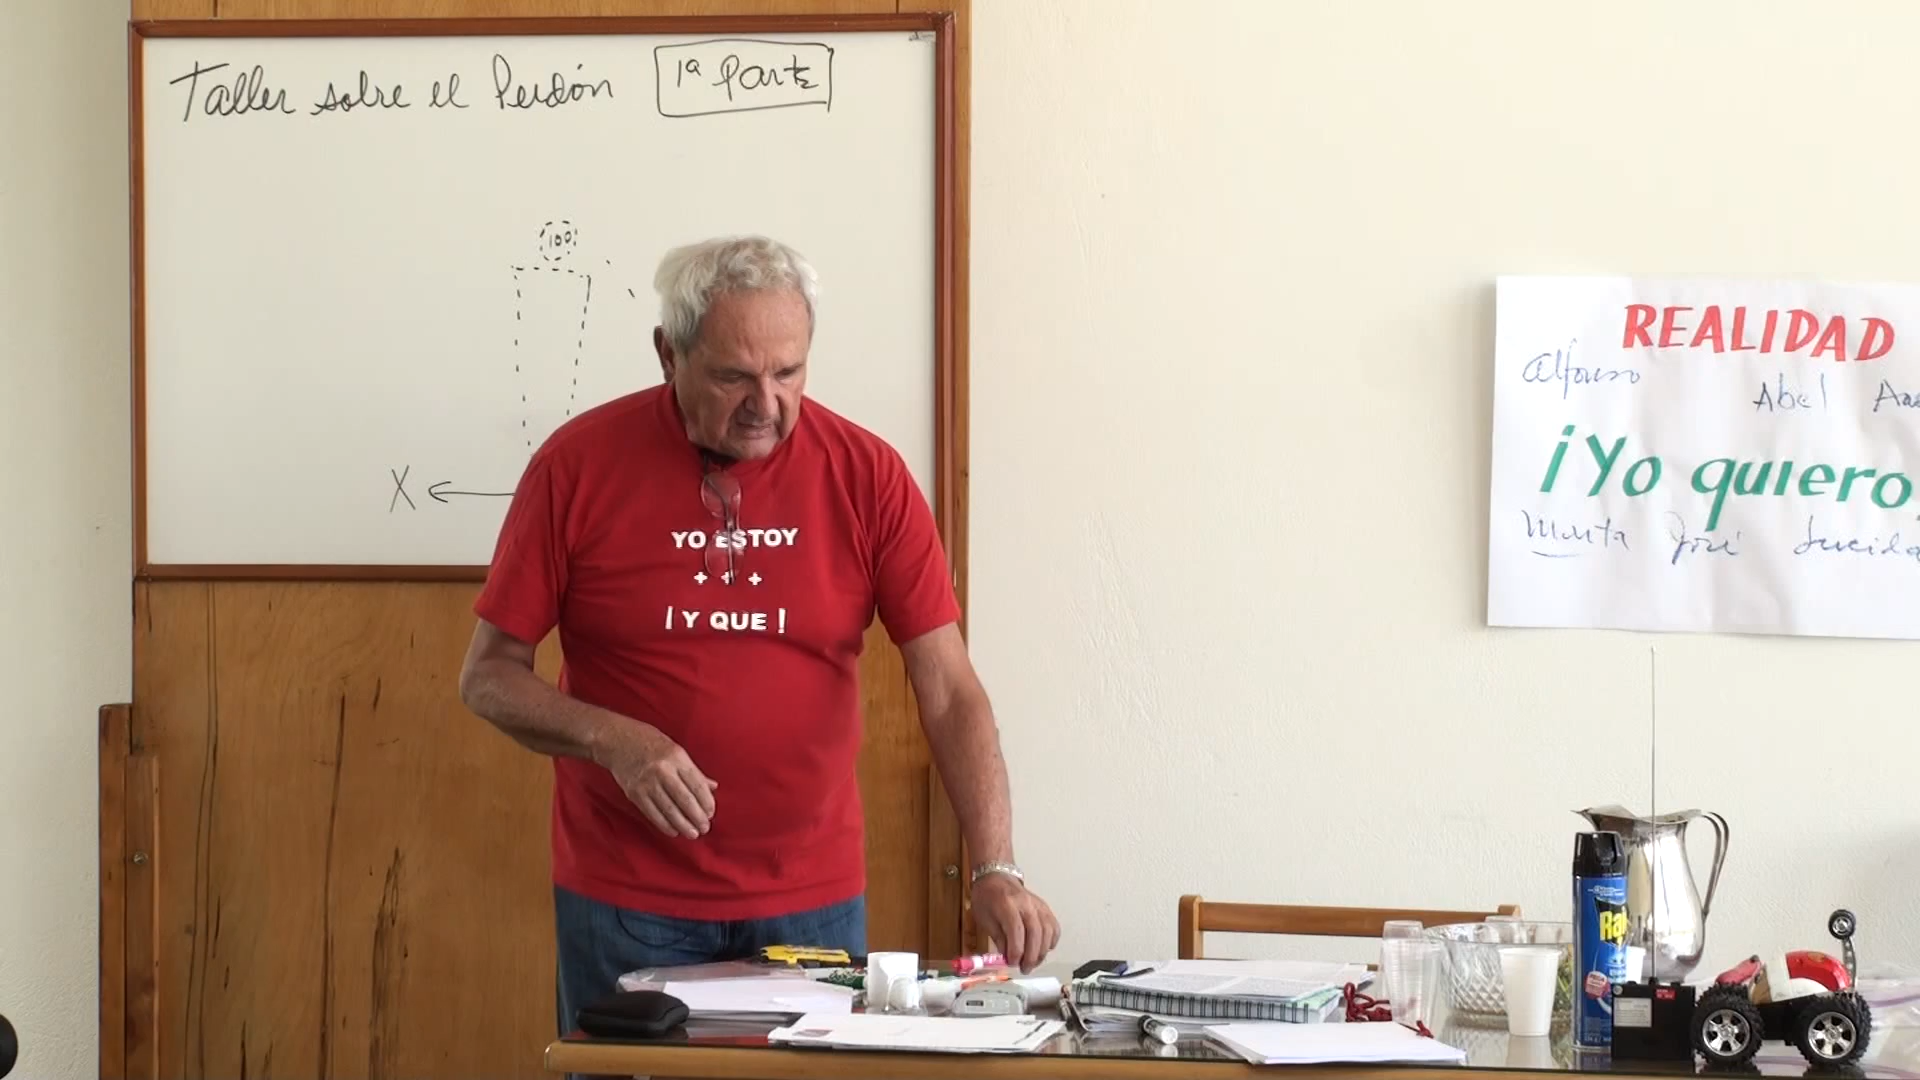 Taller sobre el Perdón 1ª Parte
100
X
YO ESTOY
+ + +
¡Y QUE!
REALIDAD
Alfonso Abel
¡Yo quiero
Marta José
Raid